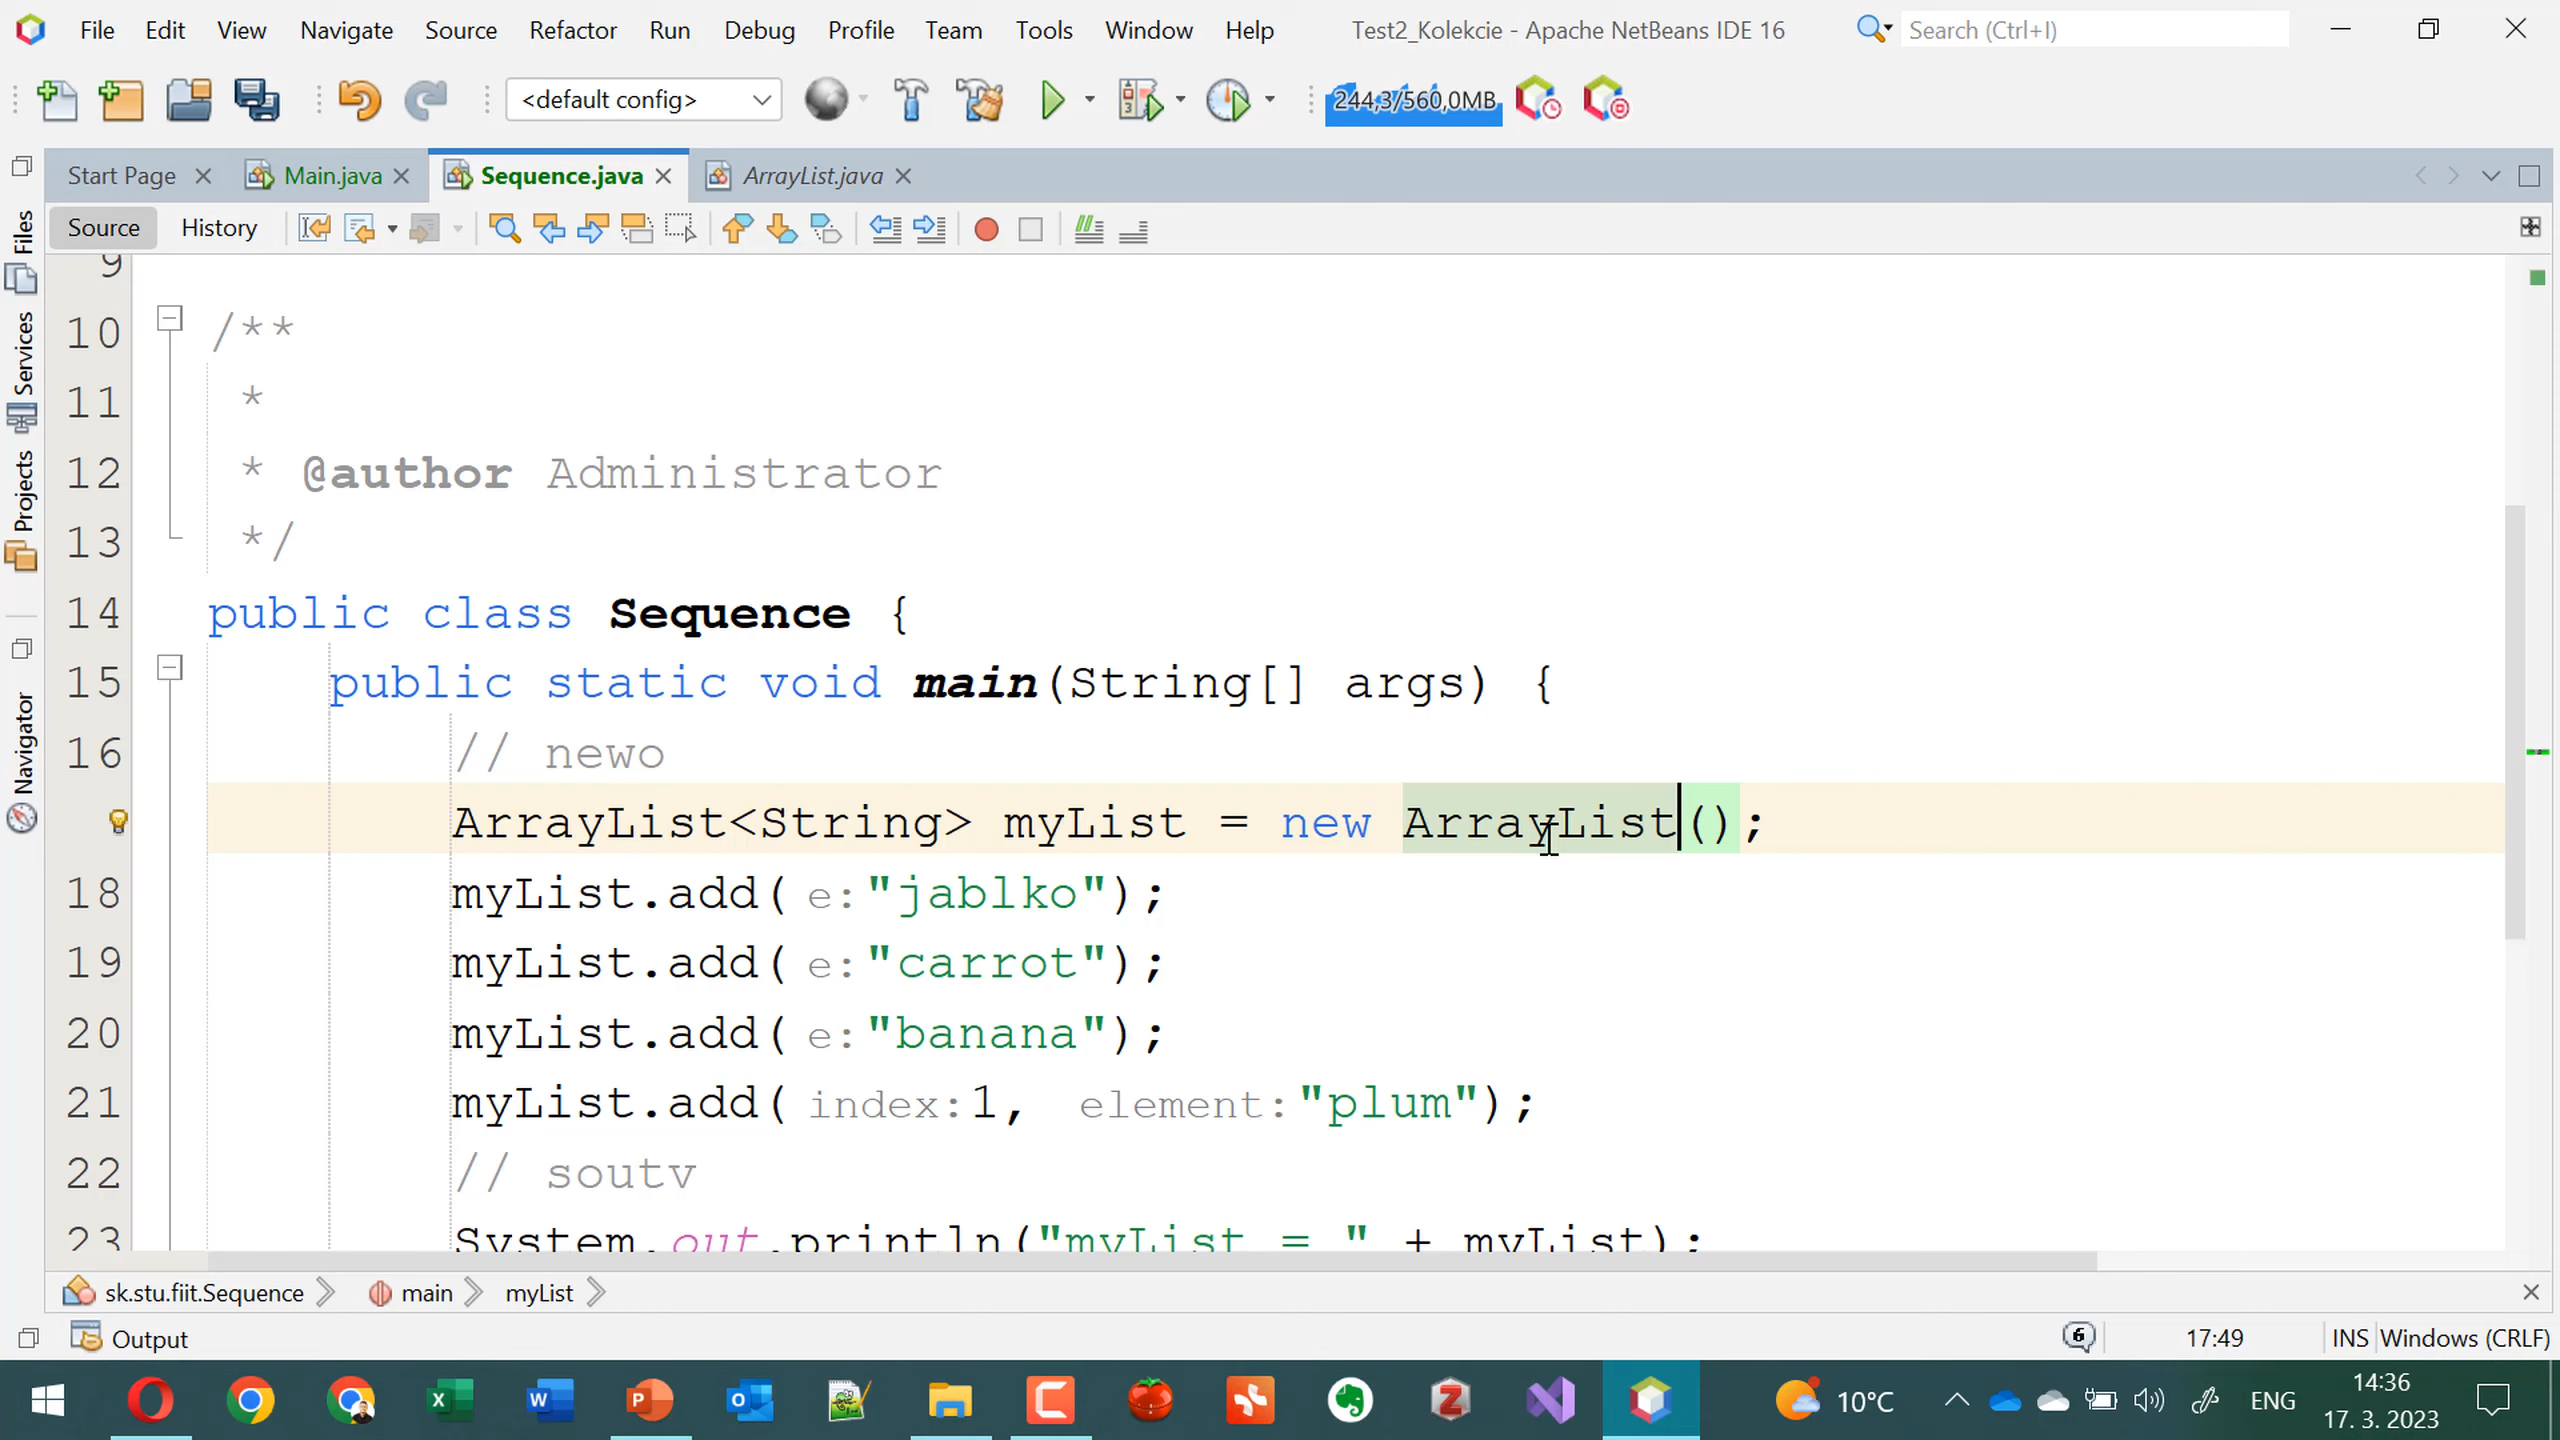 File Edit View Navigate Source Refactor Run Debug Profile Team Tools Window Help Test2_Kolekcie - Apache NetBeans IDE 16 Search (Ctrl+I)
<default config> 244,3/560,0MB
Start Page Main.java Sequence.java ArrayList.java
Source History
Files
Services
Projects
Navigator
9
10 /**
11 *
12 * @author Administrator
13 */
14 public class Sequence {
15 public static void main(String[] args) {
16 // newo
ArrayList<String> myList = new ArrayList();
18 myList.add( e:"jablko");
19 myList.add( e:"carrot");
20 myList.add( e:"banana");
21 myList.add( index:1, element:"plum");
22 // soutv
23 System.out.println("myList = " + myList);
sk.stu.fiit.Sequence main myList
Output 6 17:49 INS Windows (CRLF)
10°C ENG 14:36
17. 3. 2023